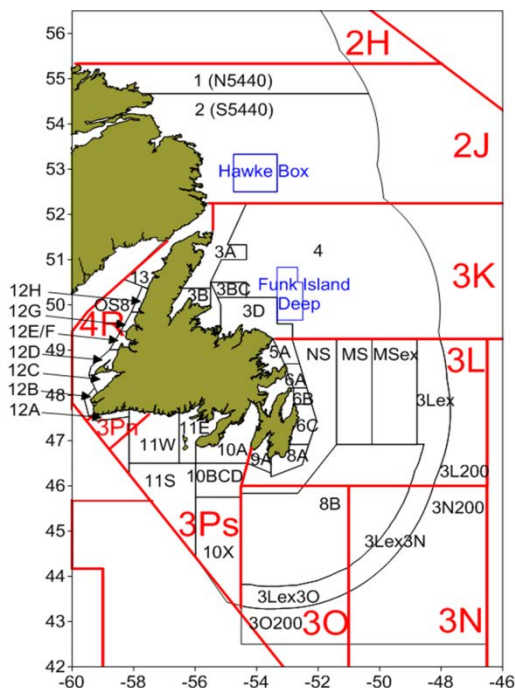 56
55
54
53
52
51
50
49
48
47
46
45
44
43
42
-60
-58
-56
-54
-52
-50
-48
-46
2H
1 (N5440)
2 (S5440)
2J
Hawke Box
3A
4
13
3K
12H
OS8
3B
3BC
Funk Island
Deep
12G
4R
3D
12E/F
12D
5A
NS
MS
MSex
3L
12C
6A
12B
6B
3Lex
12A
3Pn
11E
6C
11W
10A
9A
8A
11S
10BCD
3L200
3Ps
8B
3N200
10X
3Lex3N
3Lex3O
3O200
3O
3N